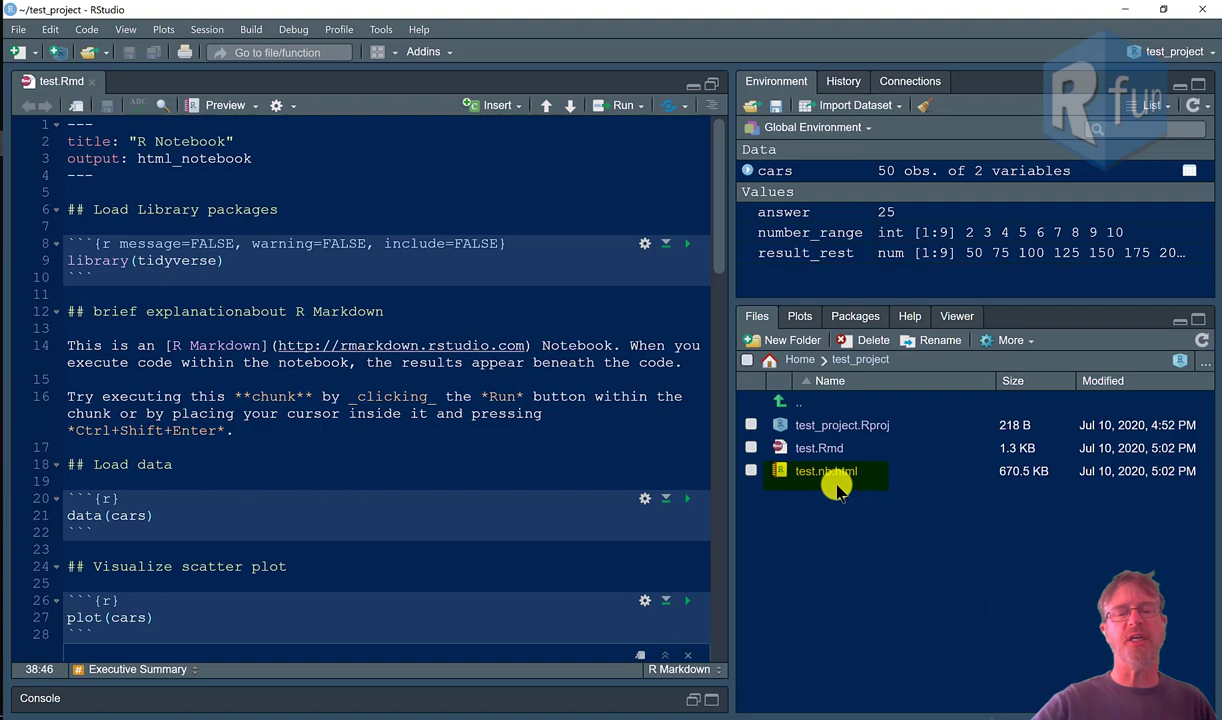 ~/test_project - RStudio
File Edit Code View Plots Session Build Debug Profile Tools Help
Go to file/function
Addins
test_project
test.Rmd
ABC
Preview
Insert
Run
1 ---
2 title: "R Notebook"
3 output: html_notebook
4 ---
5
6 ## Load Library packages
7
8 ```{r message=FALSE, warning=FALSE, include=FALSE}
9 library(tidyverse)
10 ```
11
12 ## brief explanationabout R Markdown
13
14 This is an [R Markdown](http://rmarkdown.rstudio.com) Notebook. When you
execute code within the notebook, the results appear beneath the code.
15
16 Try executing this **chunk** by _clicking_ the *Run* button within the
chunk or by placing your cursor inside it and pressing
*Ctrl+Shift+Enter*.
17
18 ## Load data
19
20 ```{r}
21 data(cars)
22 ```
23
24 ## Visualize scatter plot
25
26 ```{r}
27 plot(cars)
28 ```
38:46 # Executive Summary R Markdown
Console
Environment History Connections
Import Dataset List
R fun
Global Environment
Data
cars 50 obs. of 2 variables
Values
answer 25
number_range int [1:9] 2 3 4 5 6 7 8 9 10
result_rest num [1:9] 50 75 100 125 150 175 20...
Files Plots Packages Help Viewer
New Folder Delete Rename More
Home test_project ...
Name Size Modified
..
test_project.Rproj 218 B Jul 10, 2020, 4:52 PM
test.Rmd 1.3 KB Jul 10, 2020, 5:02 PM
test.nb.html 670.5 KB Jul 10, 2020, 5:02 PM